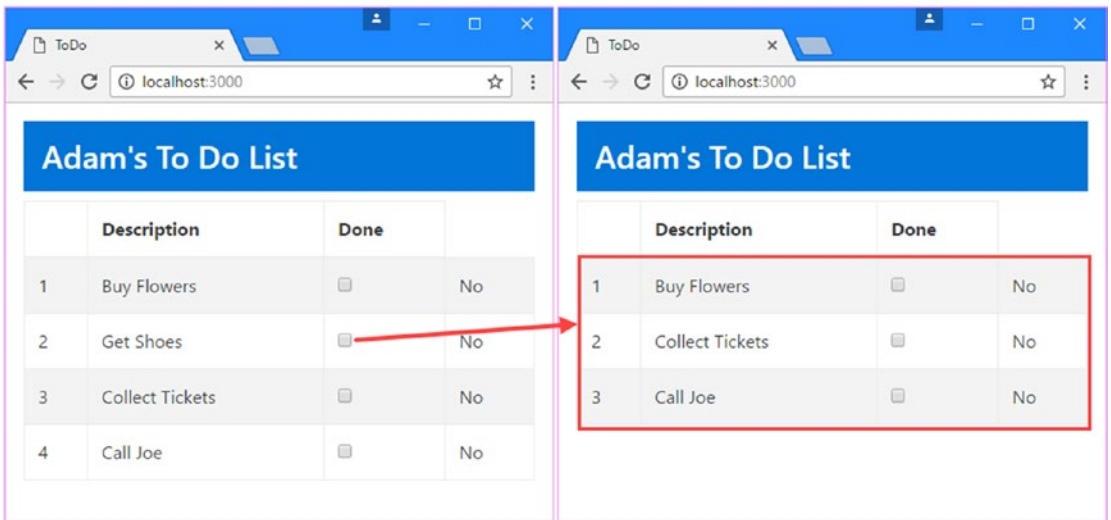 ToDo
localhost:3000
Adam's To Do List
Description Done
1 Buy Flowers No
2 Get Shoes No
3 Collect Tickets No
4 Call Joe No
ToDo
localhost:3000
Adam's To Do List
Description Done
1 Buy Flowers No
2 Collect Tickets No
3 Call Joe No